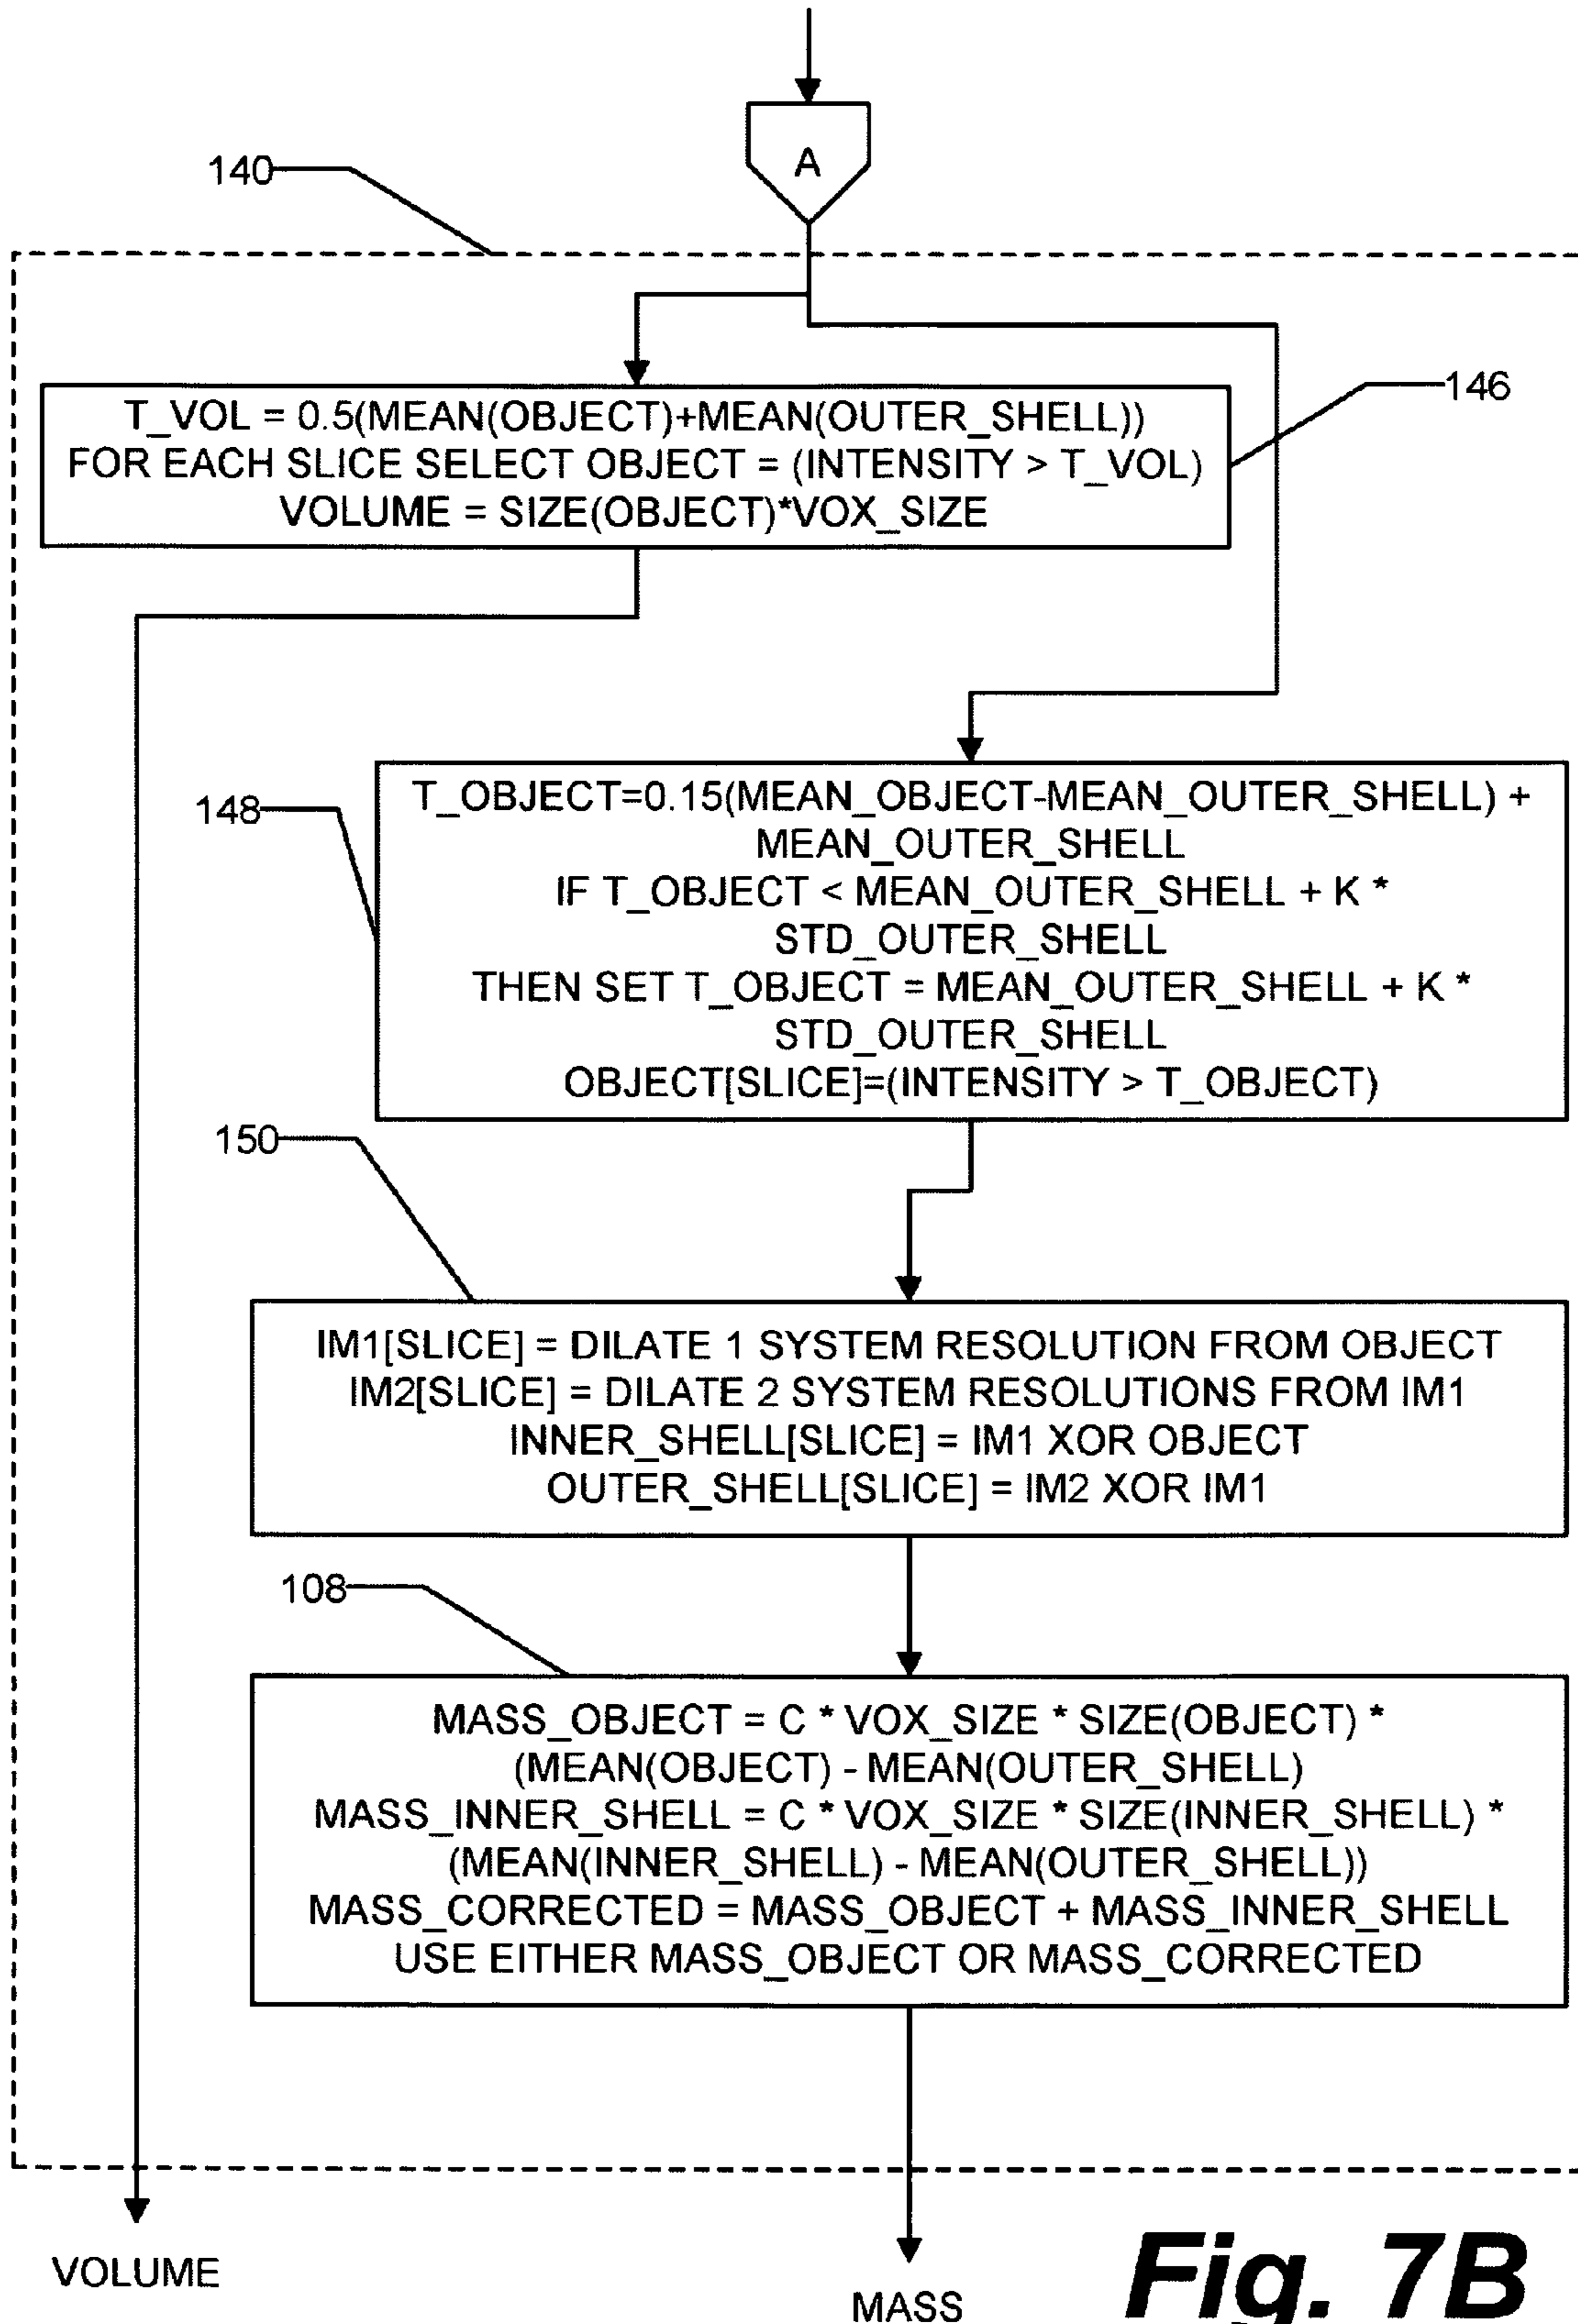 A
140
T_VOL = 0.5(MEAN(OBJECT)+MEAN(OUTER_SHELL))
FOR EACH SLICE SELECT OBJECT = (INTENSITY > T_VOL)
VOLUME = SIZE(OBJECT)*VOX_SIZE
146
148
T_OBJECT=0.15(MEAN_OBJECT-MEAN_OUTER_SHELL) +
MEAN_OUTER_SHELL
IF T_OBJECT < MEAN_OUTER_SHELL + K *
STD_OUTER_SHELL
THEN SET T_OBJECT = MEAN_OUTER_SHELL + K *
STD_OUTER_SHELL
OBJECT[SLICE]=(INTENSITY > T_OBJECT)
150
IM1[SLICE] = DILATE 1 SYSTEM RESOLUTION FROM OBJECT
IM2[SLICE] = DILATE 2 SYSTEM RESOLUTIONS FROM IM1
INNER_SHELL[SLICE] = IM1 XOR OBJECT
OUTER_SHELL[SLICE] = IM2 XOR IM1
108
MASS_OBJECT = C * VOX_SIZE * SIZE(OBJECT) *
(MEAN(OBJECT) - MEAN(OUTER_SHELL)
MASS_INNER_SHELL = C * VOX_SIZE * SIZE(INNER_SHELL) *
(MEAN(INNER_SHELL) - MEAN(OUTER_SHELL))
MASS_CORRECTED = MASS_OBJECT + MASS_INNER_SHELL
USE EITHER MASS_OBJECT OR MASS_CORRECTED
VOLUME
MASS
Fig. 7B